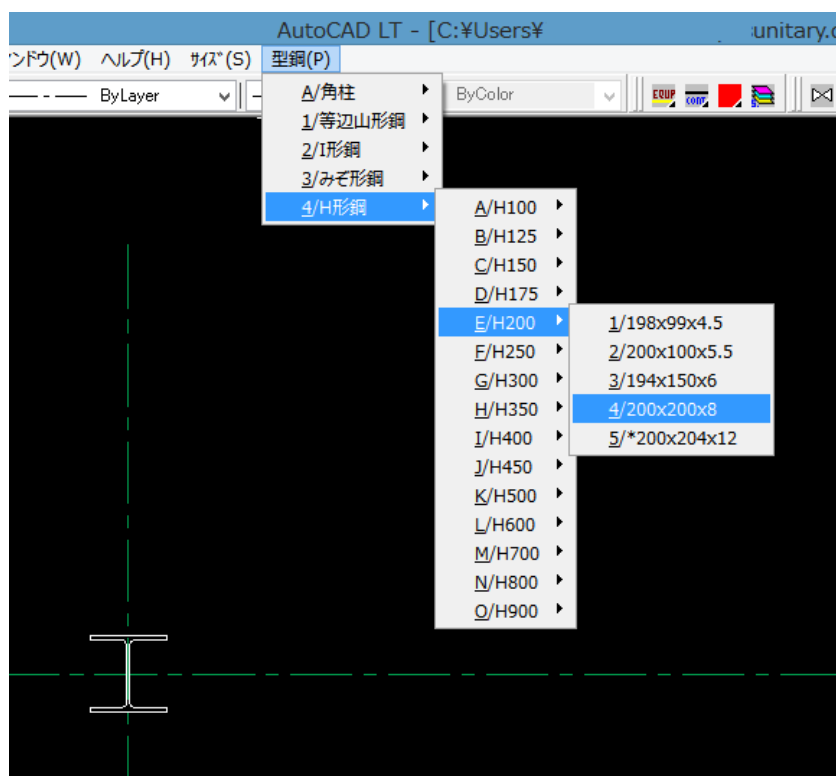 AutoCAD LT - [C:¥Users¥ unitary.
ンドウ(W) ヘルプ(H) ｻｲｽﾞ(S) 型鋼(P)
ByLayer ByColor EQUP CONT
A/角柱
1/等辺山形鋼
2/I形鋼
3/みぞ形鋼
4/H形鋼
A/H100
B/H125
C/H150
D/H175
E/H200
F/H250
G/H300
H/H350
I/H400
J/H450
K/H500
L/H600
M/H700
N/H800
O/H900
1/198x99x4.5
2/200x100x5.5
3/194x150x6
4/200x200x8
5/*200x204x12